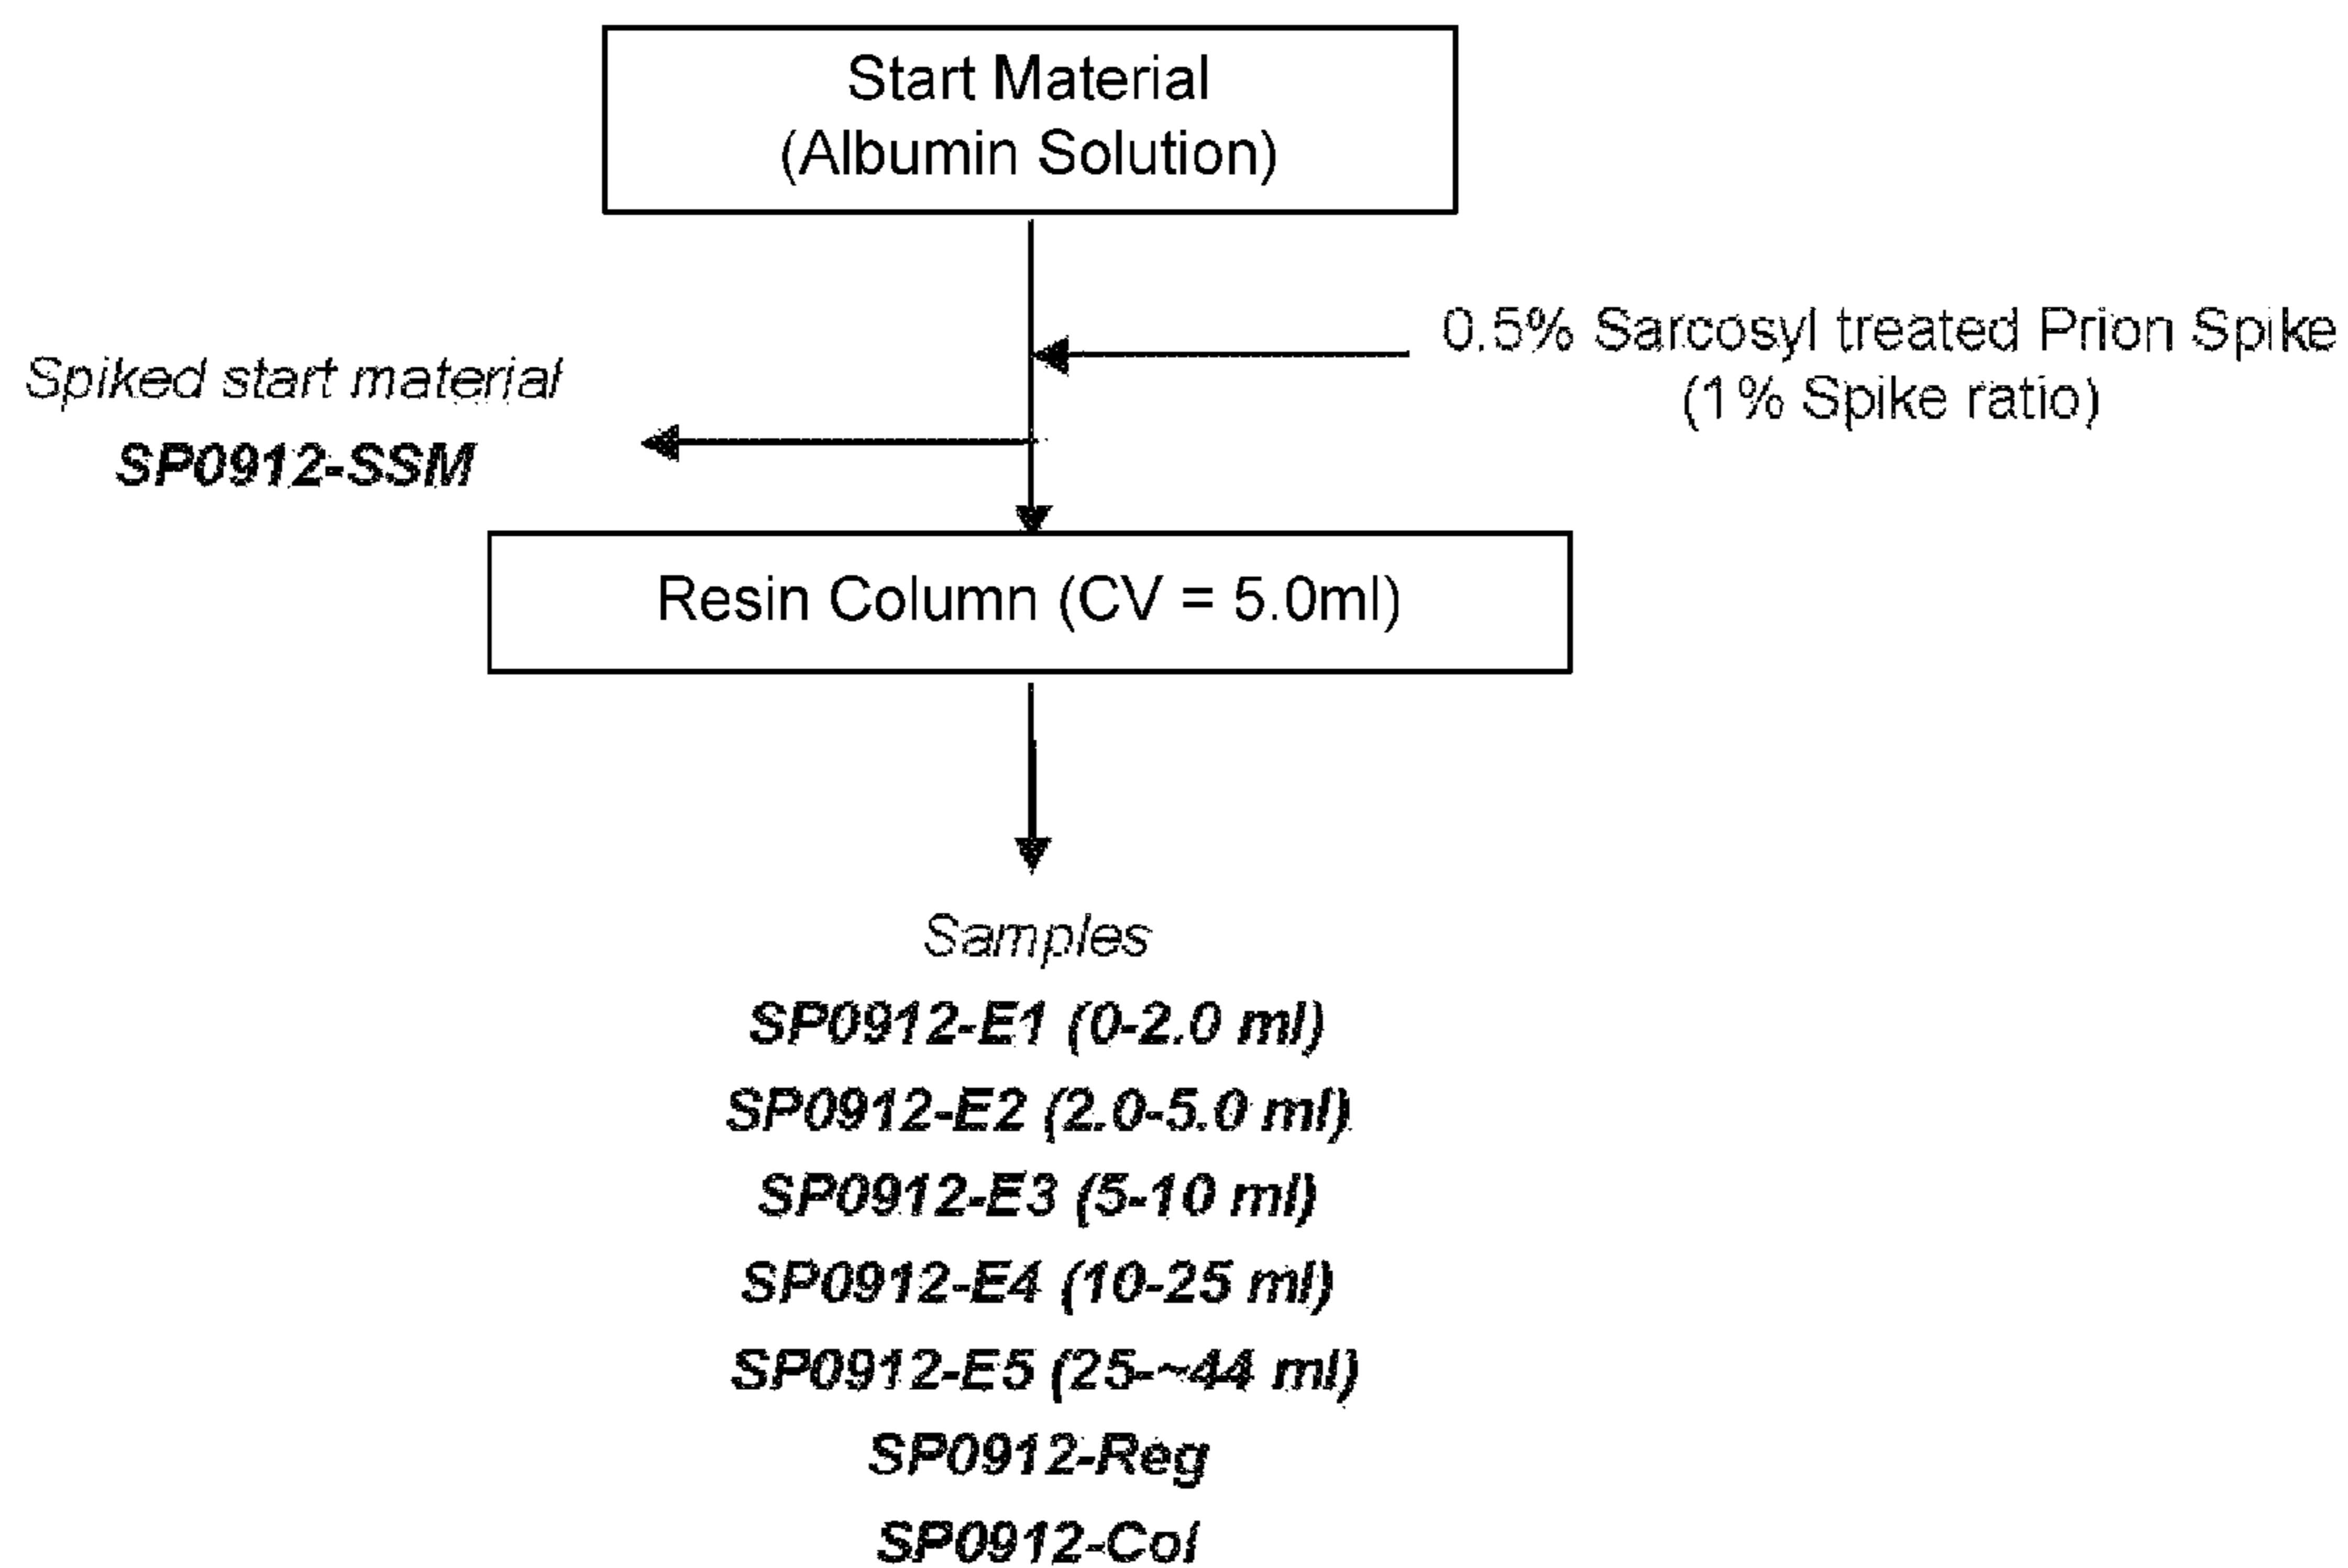 Start Material
(Albumin Solution)
0.5% Sarcosyl treated Prion Spike
(1% Spike ratio)
Spiked start material
SP0912-SSM
Resin Column (CV = 5.0ml)
Samples
SP0912-E1 (0-2.0 ml)
SP0912-E2 (2.0-5.0 ml)
SP0912-E3 (5-10 ml)
SP0912-E4 (10-25 ml)
SP0912-E5 (25-~44 ml)
SP0912-Reg
SP0912-Col